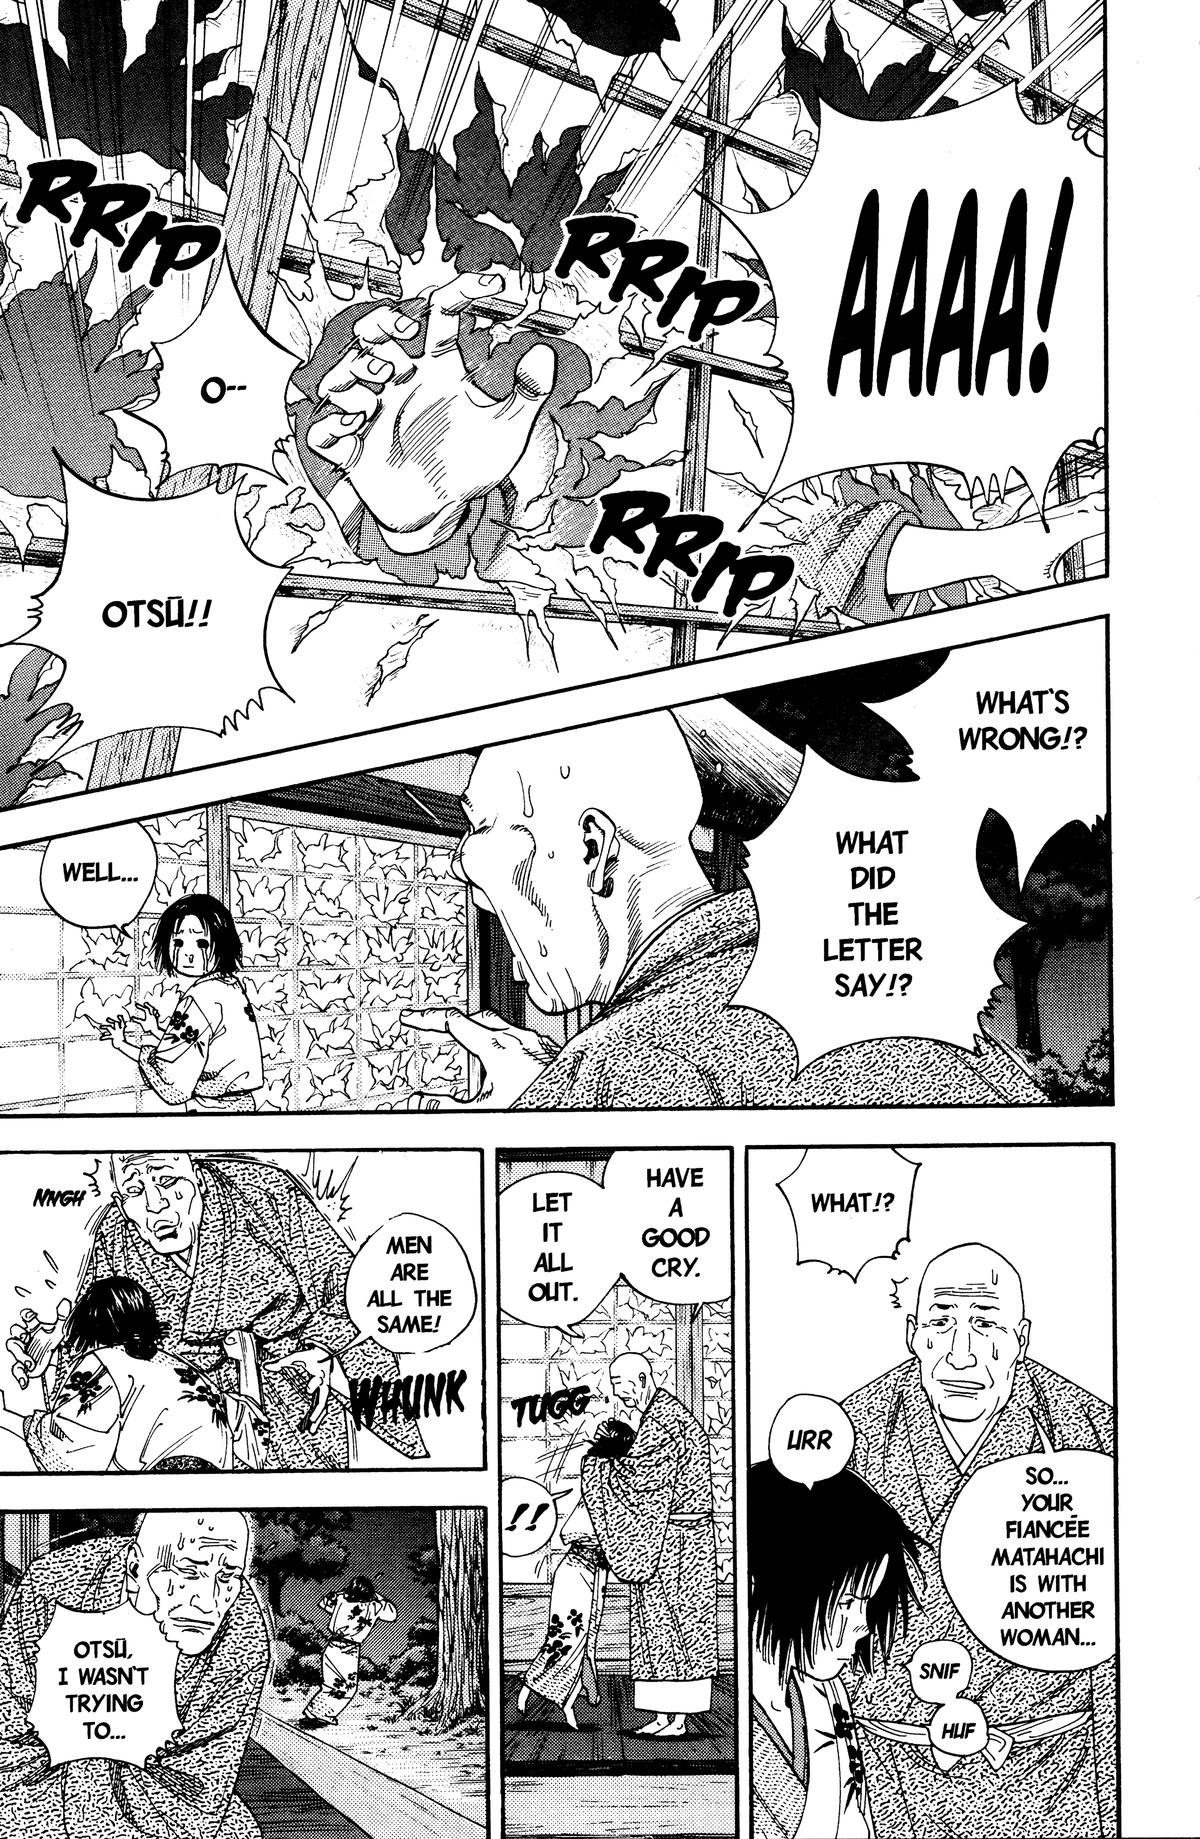 AAAA!
RRIP
RRIP
RRIP
O--
OTSŪ!!
WHAT'S
WRONG!?
WHAT
DID
THE
LETTER
SAY!?
WELL...
WHAT!?
URR
SO...
YOUR
FIANCÉE
MATAHACHI
IS WITH
ANOTHER
WOMAN...
SNIF
HUF
HAVE
A
GOOD
CRY.
LET
IT
ALL
OUT.
TUGG
!!
NNGH
MEN
ARE
ALL THE
SAME!
WHUNK
OTSŪ,
I WASN'T
TRYING
TO...